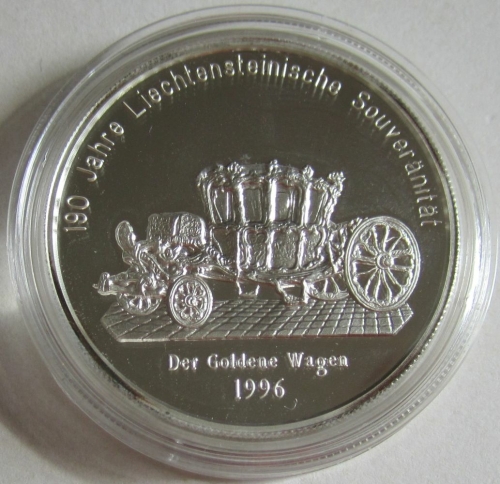 190 Jahre Liechtensteinische Souveränität
Der Goldene Wagen
1996